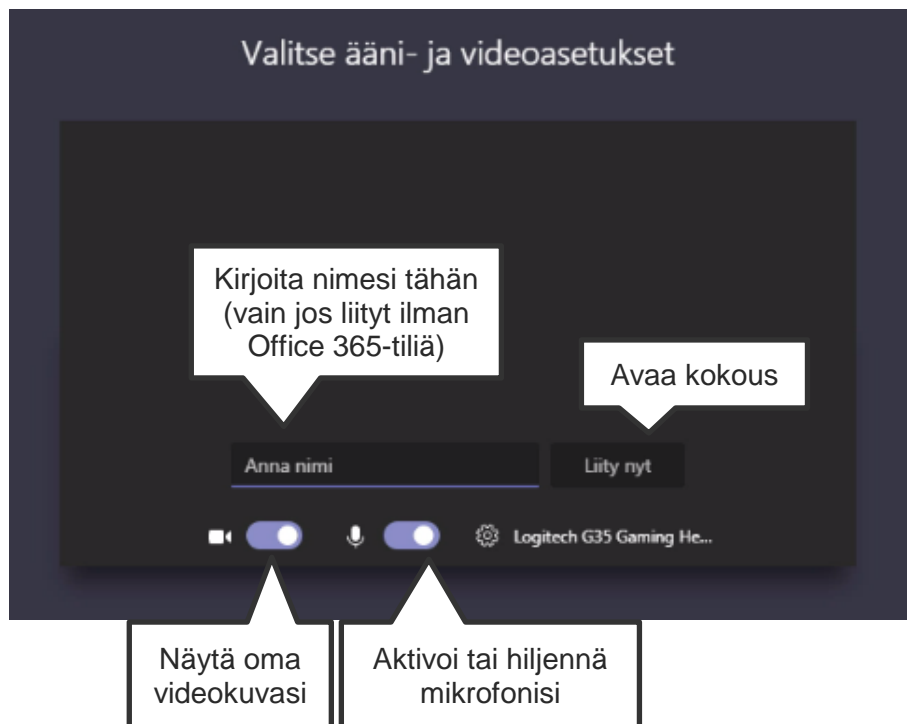 Valitse ääni- ja videoasetukset
Kirjoita nimesi tähän
(vain jos liityt ilman
Office 365-tiliä)
Avaa kokous
Anna nimi
Liity nyt
Logitech G35 Gaming He...
Näytä oma
videokuvasi
Aktivoi tai hiljennä
mikrofonisi